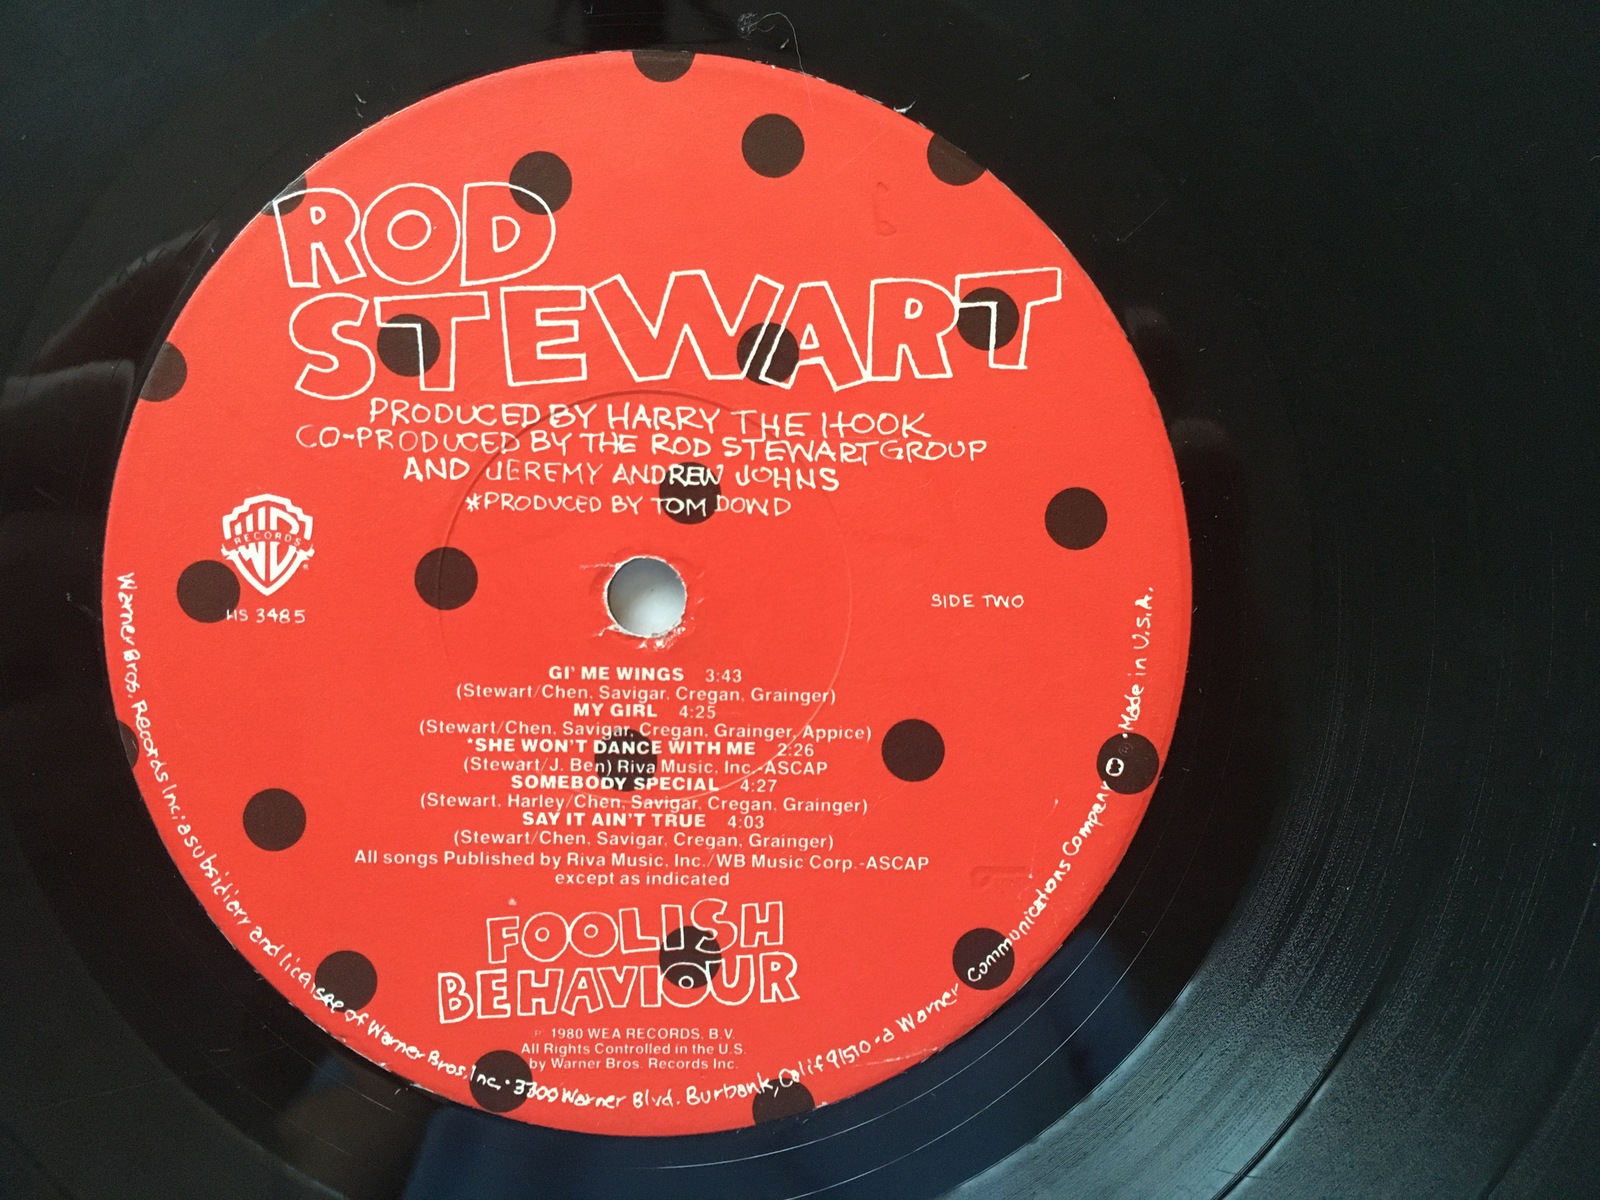 ROD
STEWART
PRODUCED BY HARRY THE HOOK
CO-PRODUCED BY THE ROD STEWART GROUP
AND JEREMY ANDREW JOHNS
*PRODUCED BY TOM DOWD
RECORDS
HS 3485
SIDE TWO
GI' ME WINGS 3:43
(Stewart/Chen, Savigar, Cregan, Grainger)
MY GIRL 4:25
(Stewart/Chen, Savigar, Cregan, Grainger, Appice)
*SHE WON'T DANCE WITH ME 2:26
(Stewart/J. Ben) Riva Music, Inc.-ASCAP
SOMEBODY SPECIAL 4:27
(Stewart, Harley/Chen, Savigar, Cregan, Grainger)
SAY IT AIN'T TRUE 4:03
(Stewart/Chen, Savigar, Cregan, Grainger)
All songs Published by Riva Music, Inc./WB Music Corp.-ASCAP
except as indicated
FOOLISH
BEHAVIOUR
℗ 1980 WEA RECORDS, B.V.
All Rights Controlled in the U.S.
by Warner Bros. Records Inc.
Warner Bros. Records Inc., a subsidiary and licensee of Warner Bros., Inc. • 3300 Warner Blvd. Burbank, Calif 91510 • a Warner Communications Company • Made in U.S.A.